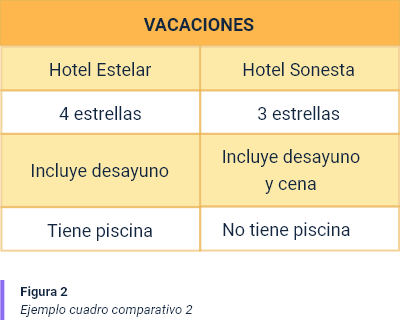 VACACIONES
Hotel Estelar
Hotel Sonesta
4 estrellas
3 estrellas
Incluye desayuno
Incluye desayuno
y cena
Tiene piscina
No tiene piscina
Figura 2
Ejemplo cuadro comparativo 2